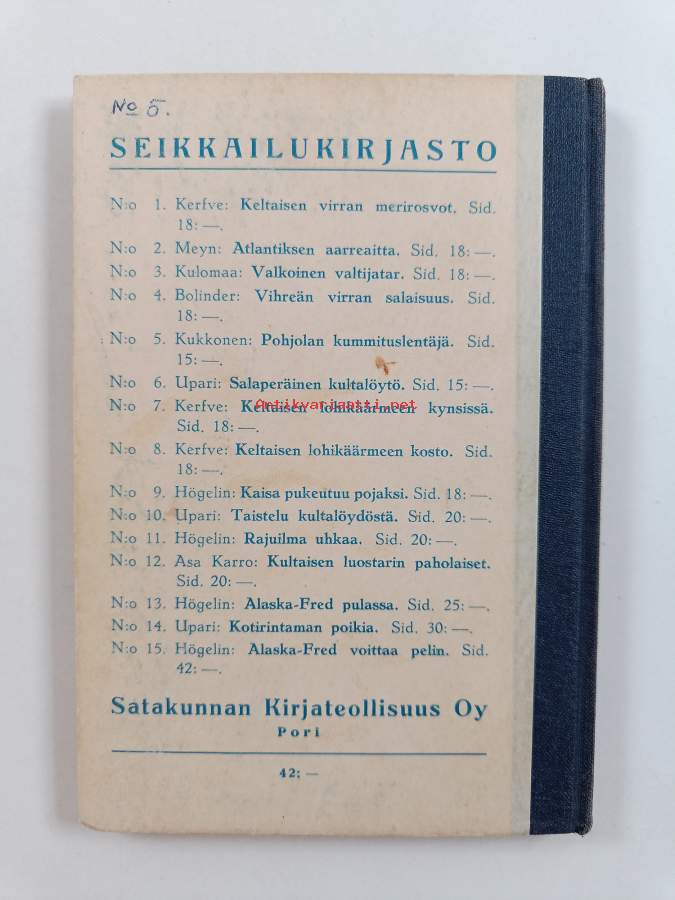 No 5.
SEIKKAILUKIRJASTO
N:o 1. Kerfve: Keltaisen virran merirosvot. Sid.
18: —.
N:o 2. Meyn: Atlantiksen aarreaitta. Sid. 18: —.
N:o 3. Kulomaa: Valkoinen valtijatar. Sid. 18: —.
N:o 4. Bolinder: Vihreän virran salaisuus. Sid.
18: —.
N:o 5. Kukkonen: Pohjolan kummituslentäjä. Sid.
15: —.
N:o 6. Upari: Salaperäinen kultalöytö. Sid. 15: —.
Antikvariaatti.net
N:o 7. Kerfve: Keltaisen lohikäärmeen kynsissä.
Sid. 18: —.
N:o 8. Kerfve: Keltaisen lohikäärmeen kosto. Sid.
18: —.
N:o 9. Högelin: Kaisa pukeutuu pojaksi. Sid. 18: —.
N:o 10. Upari: Taistelu kultalöydöstä. Sid. 20: —.
N:o 11. Högelin: Rajuilma uhkaa. Sid. 20: —.
N:o 12. Asa Karro: Kultaisen luostarin paholaiset.
Sid. 20: —.
N:o 13. Högelin: Alaska-Fred pulassa. Sid. 25: —.
N:o 14. Upari: Kotirintaman poikia. Sid. 30: —.
N:o 15. Högelin: Alaska-Fred voittaa pelin. Sid.
42: —.
Satakunnan Kirjateollisuus Oy
Pori
42: —